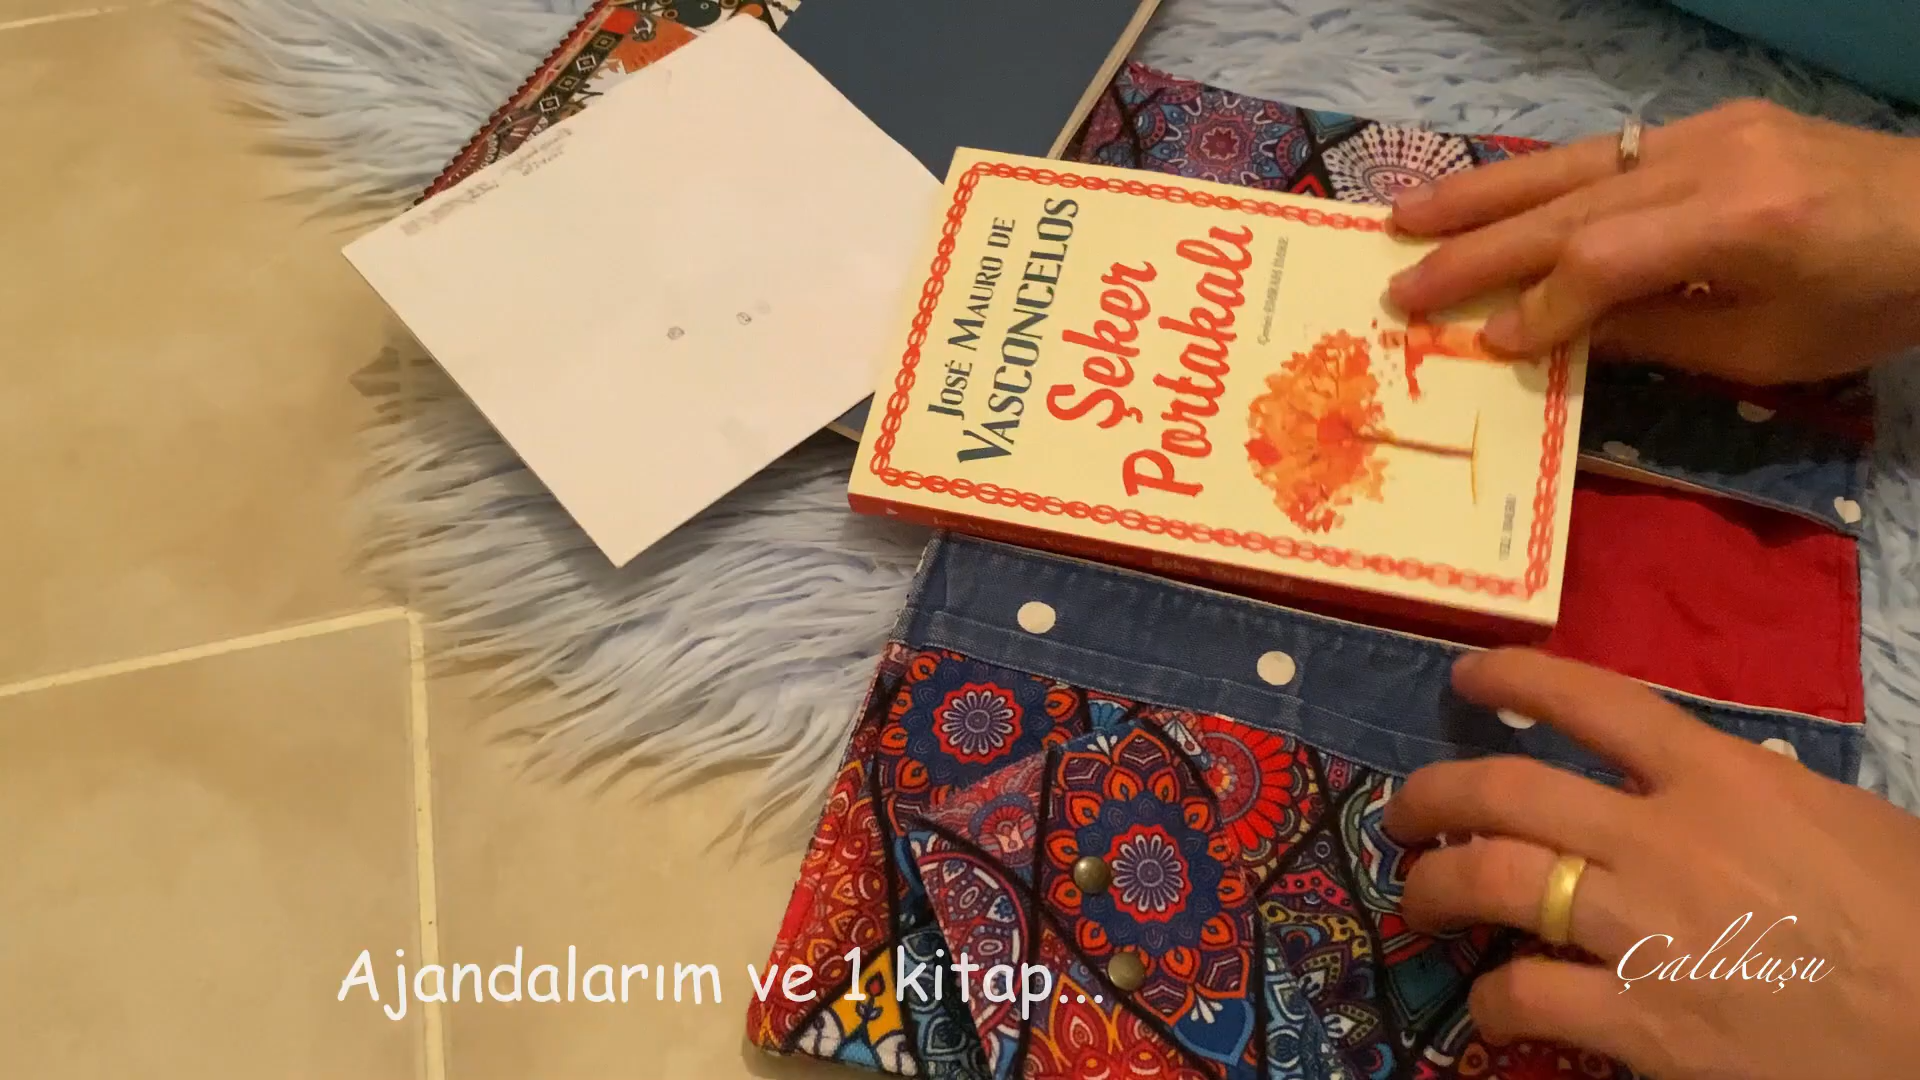 JOSÉ MAURO DE
VASCONCELOS
Şeker
Portakalı
Ajandalarım ve 1 kitap...
Çalıkuşu